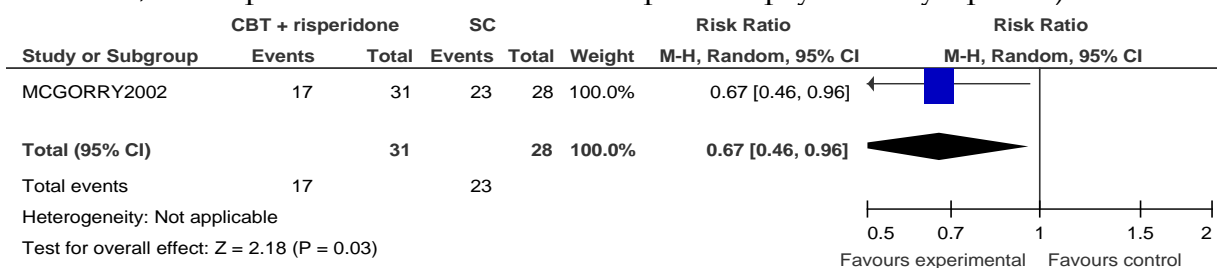 CBT + risperidone SC Risk Ratio Risk Ratio
Study or Subgroup Events Total Events Total Weight M-H, Random, 95% CI M-H, Random, 95% CI
MCGORRY2002 17 31 23 28 100.0% 0.67 [0.46, 0.96]
Total (95% CI) 31 28 100.0% 0.67 [0.46, 0.96]
Total events 17 23
Heterogeneity: Not applicable
Test for overall effect: Z = 2.18 (P = 0.03)
0.5 0.7 1 1.5 2
Favours experimental Favours control